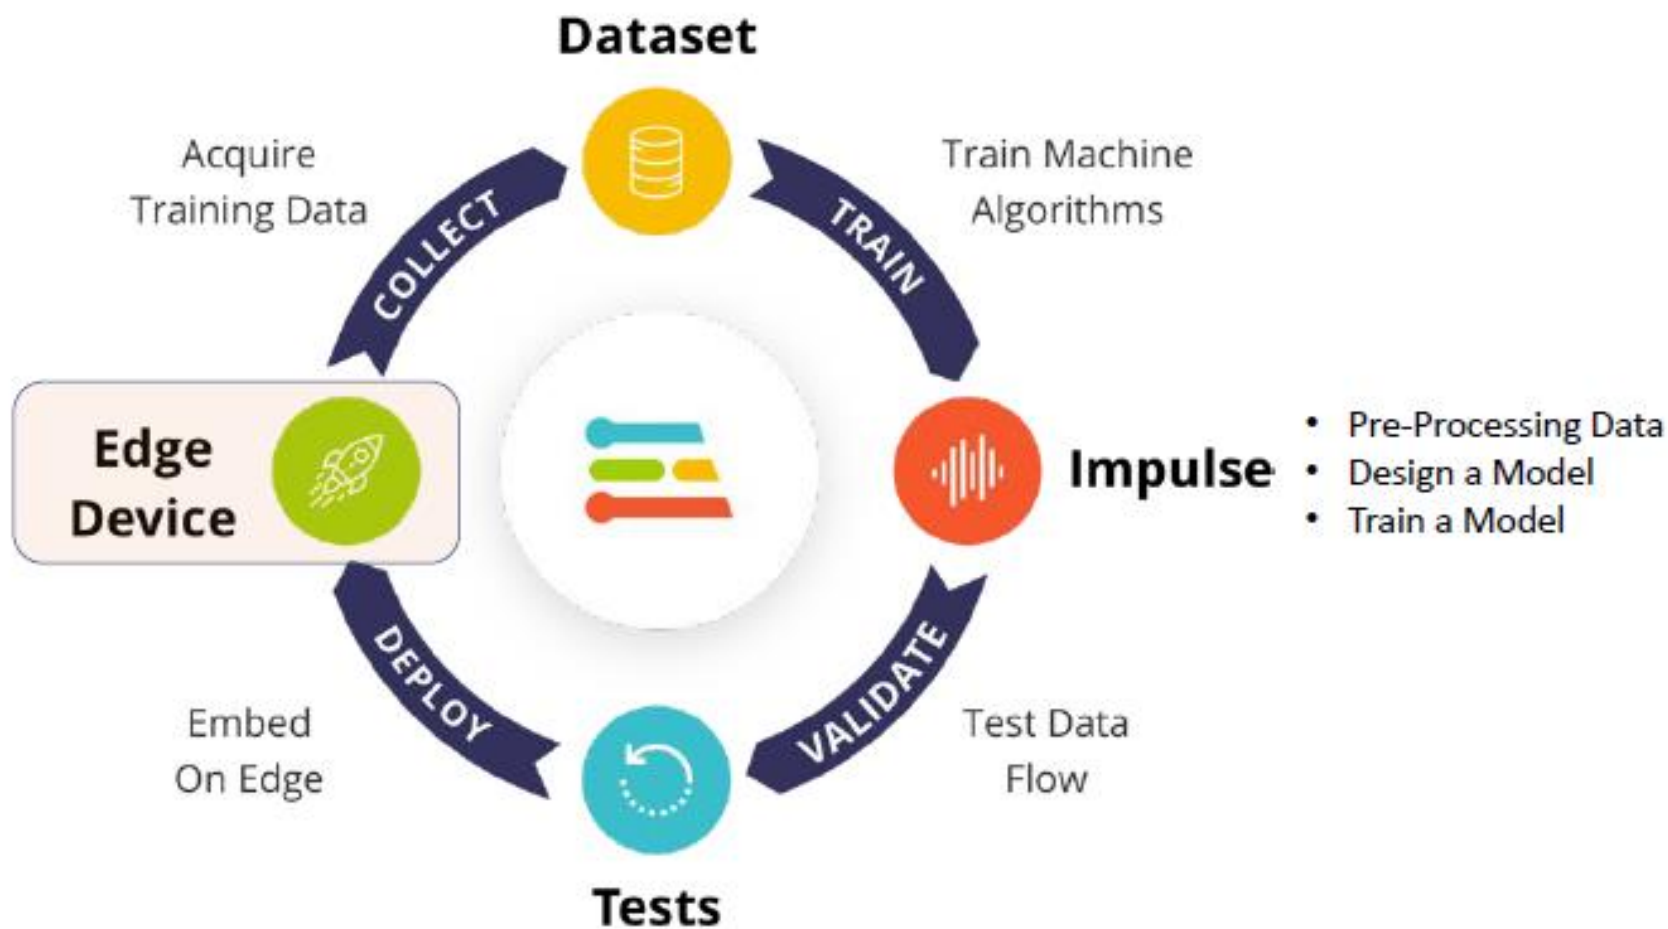 Dataset
Acquire
Training Data
COLLECT
TRAIN
Train Machine
Algorithms
Edge
Device
Impulse
• Pre-Processing Data
• Design a Model
• Train a Model
DEPLOY
VALIDATE
Embed
On Edge
Test Data
Flow
Tests